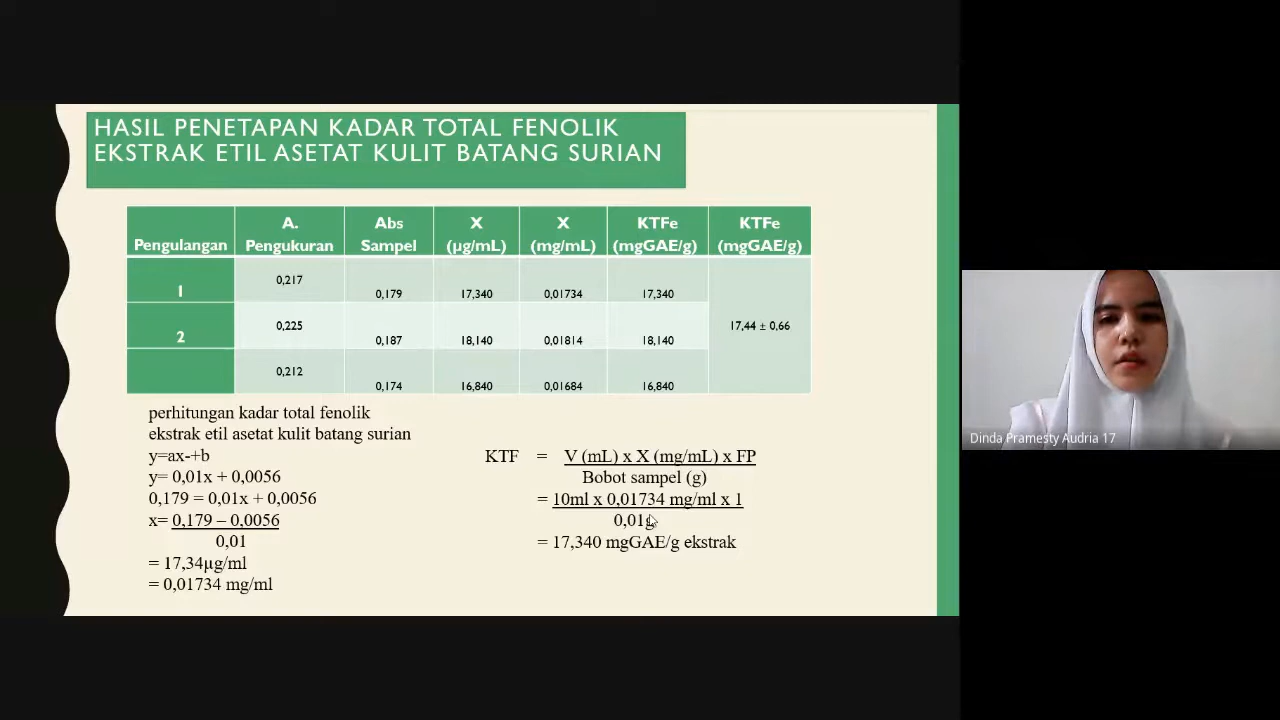 HASIL PENETAPAN KADAR TOTAL FENOLIK
EKSTRAK ETIL ASETAT KULIT BATANG SURIAN
Pengulangan | A. Pengukuran | Abs Sampel | X (µg/mL) | X (mg/mL) | KTFe (mgGAE/g) | KTFe (mgGAE/g)
1 | 0,217 | 0,179 | 17,340 | 0,01734 | 17,340 | 17,44 ± 0,66
2 | 0,225 | 0,187 | 18,140 | 0,01814 | 18,140
0,212 | 0,174 | 16,840 | 0,01684 | 16,840
perhitungan kadar total fenolik
ekstrak etil asetat kulit batang surian
y=ax-+b
y= 0,01x + 0,0056
0,179 = 0,01x + 0,0056
x= 0,179 – 0,0056
0,01
= 17,34µg/ml
= 0,01734 mg/ml
KTF = V (mL) x X (mg/mL) x FP
Bobot sampel (g)
= 10ml x 0,01734 mg/ml x 1
0,01g
= 17,340 mgGAE/g ekstrak
Dinda Pramesty Audria 17